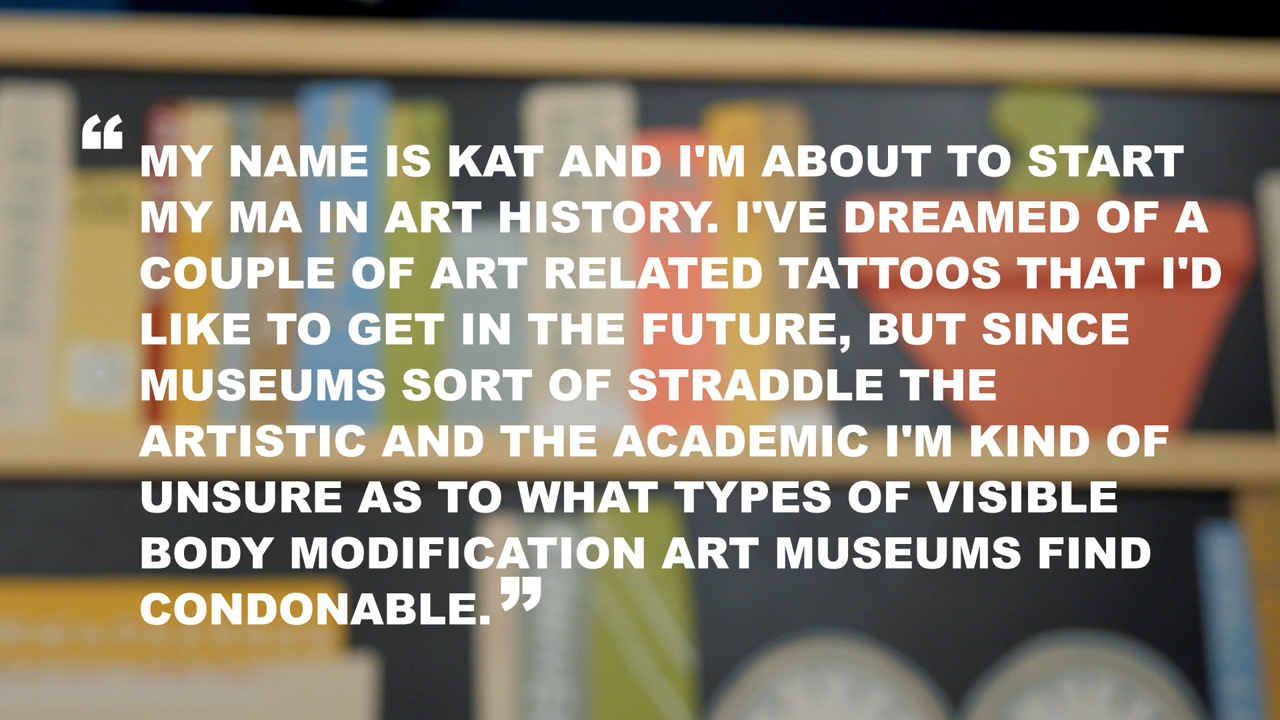 “MY NAME IS KAT AND I'M ABOUT TO START
MY MA IN ART HISTORY. I'VE DREAMED OF A
COUPLE OF ART RELATED TATTOOS THAT I'D
LIKE TO GET IN THE FUTURE, BUT SINCE
MUSEUMS SORT OF STRADDLE THE
ARTISTIC AND THE ACADEMIC I'M KIND OF
UNSURE AS TO WHAT TYPES OF VISIBLE
BODY MODIFICATION ART MUSEUMS FIND
CONDONABLE.”